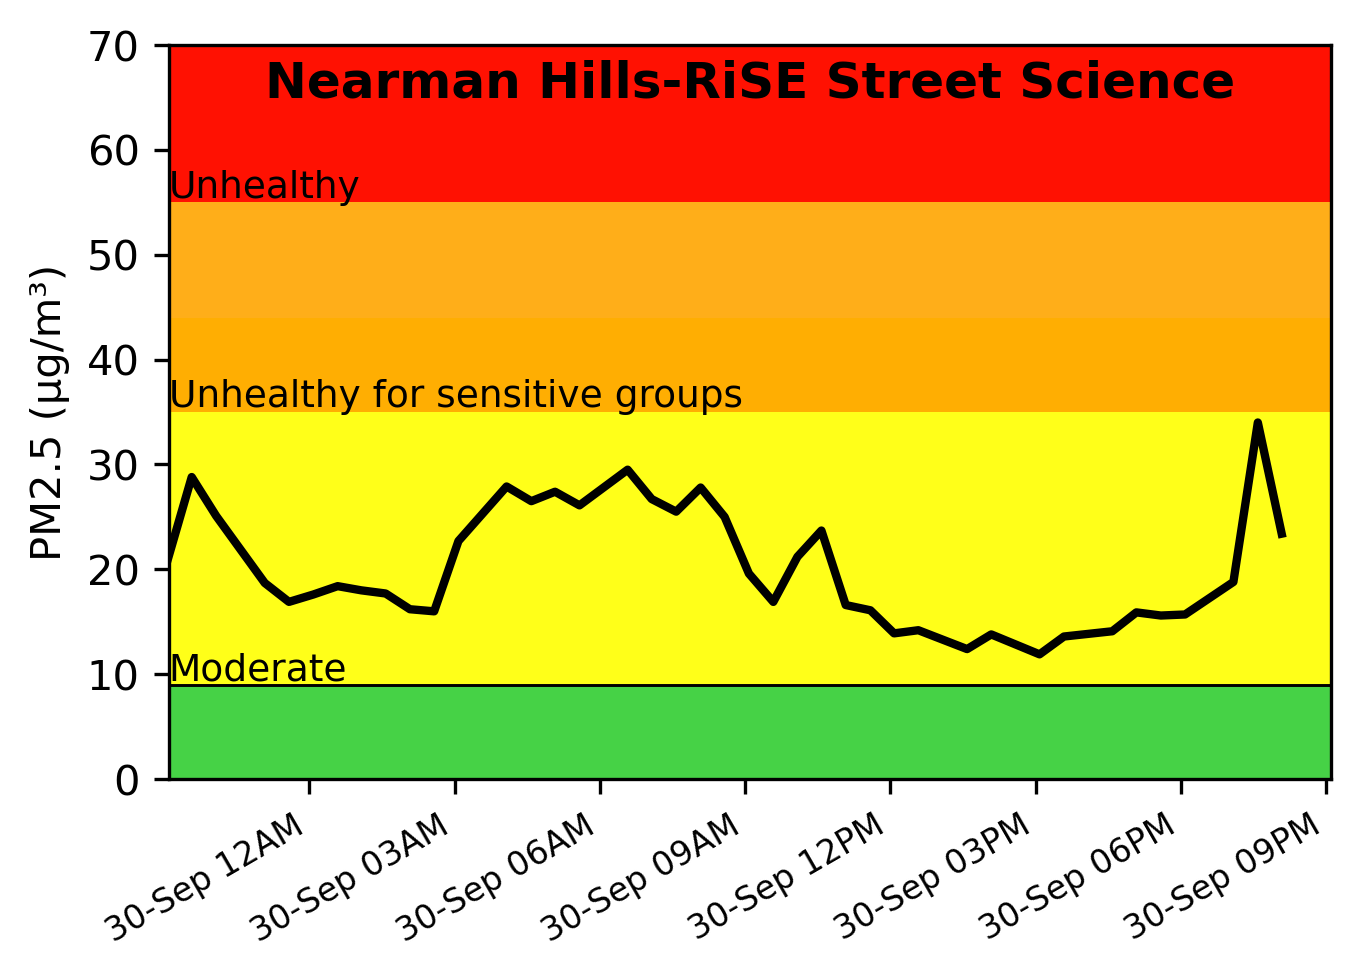 Nearman Hills-RiSE Street Science
70
60
50
40
30
20
10
0
PM2.5 (µg/m³)
Unhealthy
Unhealthy for sensitive groups
Moderate
30-Sep 12AM
30-Sep 03AM
30-Sep 06AM
30-Sep 09AM
30-Sep 12PM
30-Sep 03PM
30-Sep 06PM
30-Sep 09PM